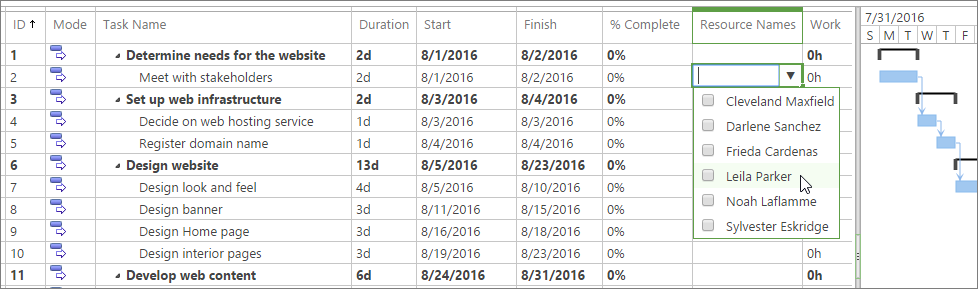 ID Mode Task Name Duration Start Finish % Complete Resource Names Work 7/31/2016
S M T W T F
1 Determine needs for the website 2d 8/1/2016 8/2/2016 0% 0h
2 Meet with stakeholders 2d 8/1/2016 8/2/2016 0% 0h
3 Set up web infrastructure 2d 8/3/2016 8/4/2016 0% Cleveland Maxfield
4 Decide on web hosting service 1d 8/3/2016 8/3/2016 0% Darlene Sanchez
5 Register domain name 1d 8/4/2016 8/4/2016 0% Frieda Cardenas
6 Design website 13d 8/5/2016 8/23/2016 0% Leila Parker
7 Design look and feel 4d 8/5/2016 8/10/2016 0% Noah Laflamme
8 Design banner 3d 8/11/2016 8/15/2016 0% Sylvester Eskridge
9 Design Home page 3d 8/16/2016 8/18/2016 0%
10 Design interior pages 3d 8/19/2016 8/23/2016 0% 0h
11 Develop web content 6d 8/24/2016 8/31/2016 0% 0h